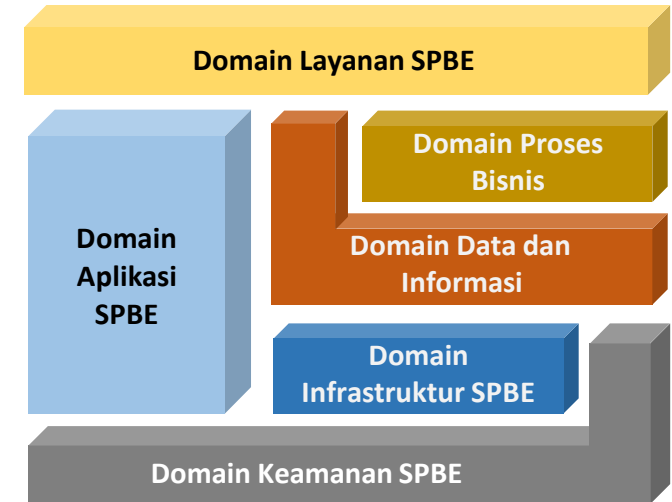 Domain Layanan SPBE
Domain Proses
Bisnis
Domain
Aplikasi
SPBE
Domain Data dan
Informasi
Domain
Infrastruktur SPBE
Domain Keamanan SPBE